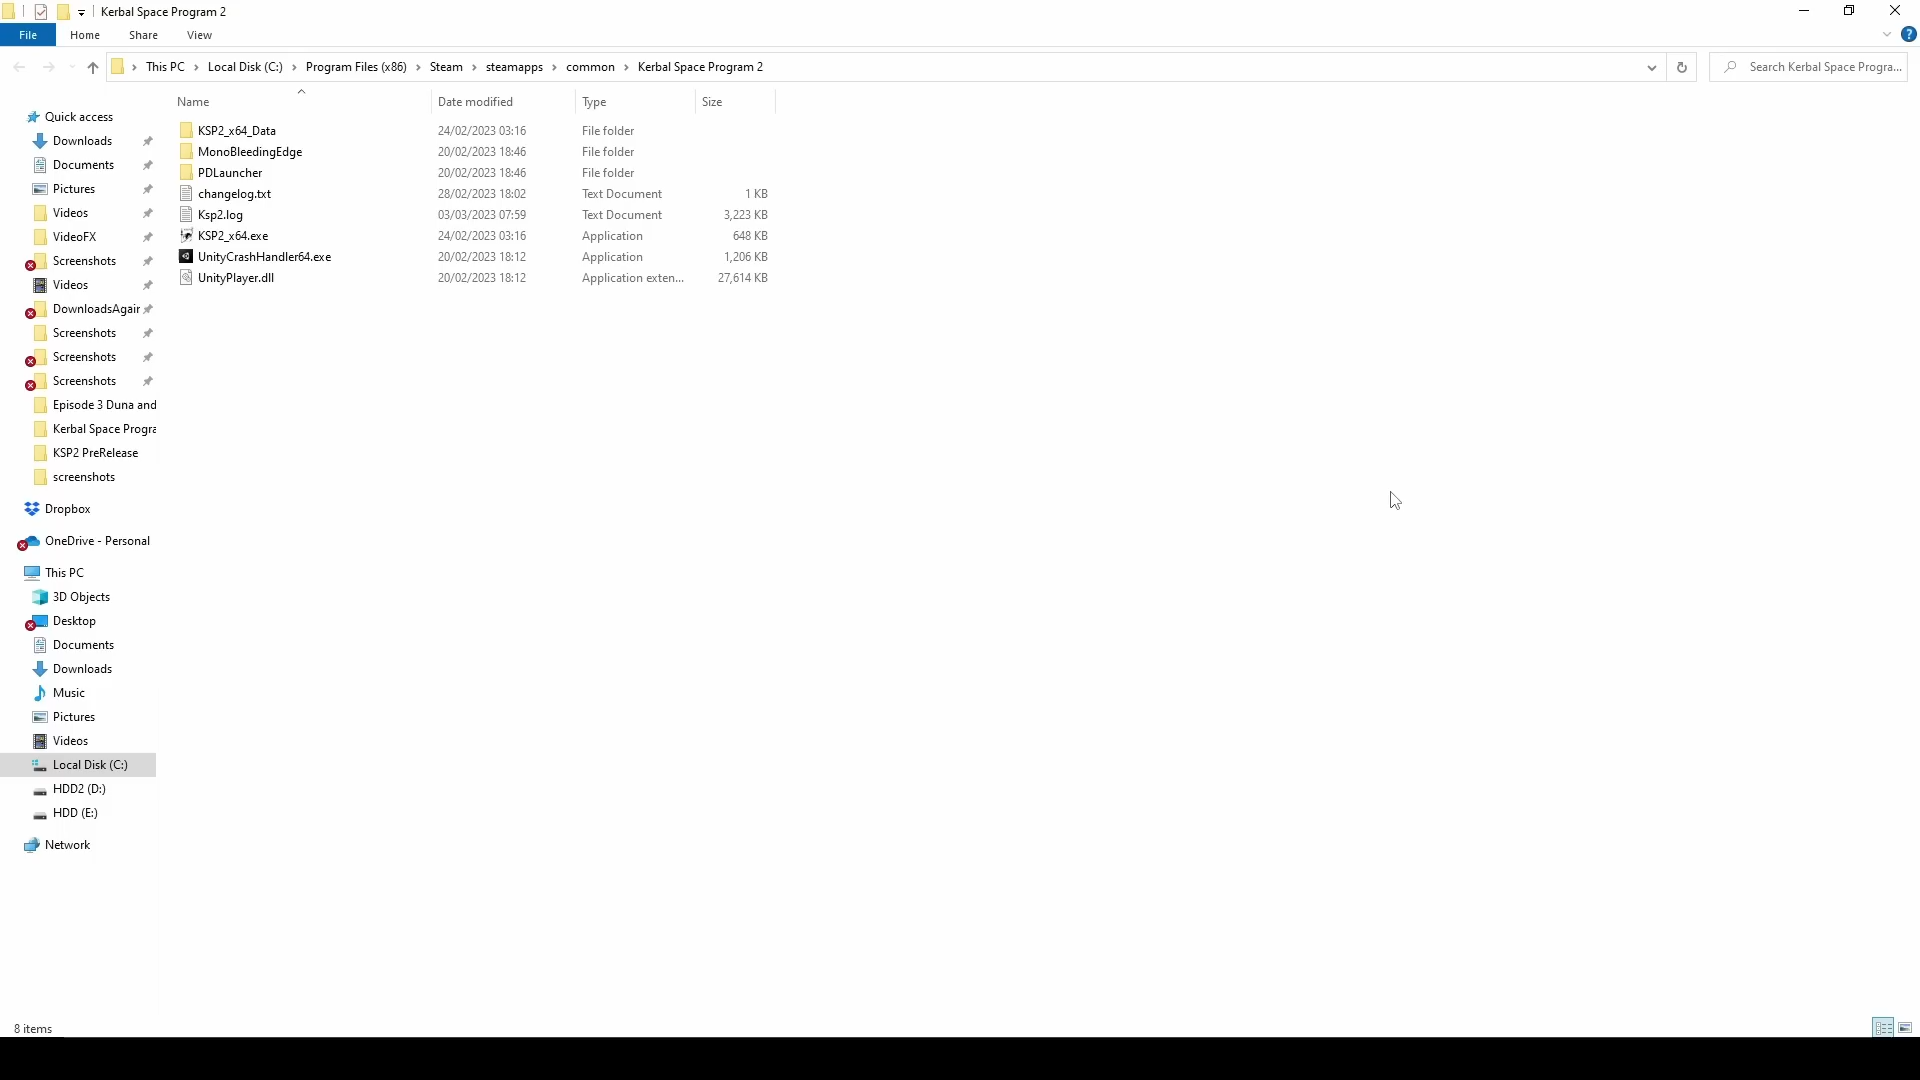 Kerbal Space Program 2
File Home Share View
This PC Local Disk (C:) Program Files (x86) Steam steamapps common Kerbal Space Program 2
Search Kerbal Space Progra...
Name Date modified Type Size
KSP2_x64_Data 24/02/2023 03:16 File folder
MonoBleedingEdge 20/02/2023 18:46 File folder
PDLauncher 20/02/2023 18:46 File folder
changelog.txt 28/02/2023 18:02 Text Document 1 KB
Ksp2.log 03/03/2023 07:59 Text Document 3,223 KB
KSP2_x64.exe 24/02/2023 03:16 Application 648 KB
UnityCrashHandler64.exe 20/02/2023 18:12 Application 1,206 KB
UnityPlayer.dll 20/02/2023 18:12 Application exten... 27,614 KB
Quick access
Downloads
Documents
Pictures
Videos
VideoFX
Screenshots
Videos
DownloadsAgair
Screenshots
Screenshots
Screenshots
Episode 3 Duna and
Kerbal Space Progra
KSP2 PreRelease
screenshots
Dropbox
OneDrive - Personal
This PC
3D Objects
Desktop
Documents
Downloads
Music
Pictures
Videos
Local Disk (C:)
HDD2 (D:)
HDD (E:)
Network
8 items